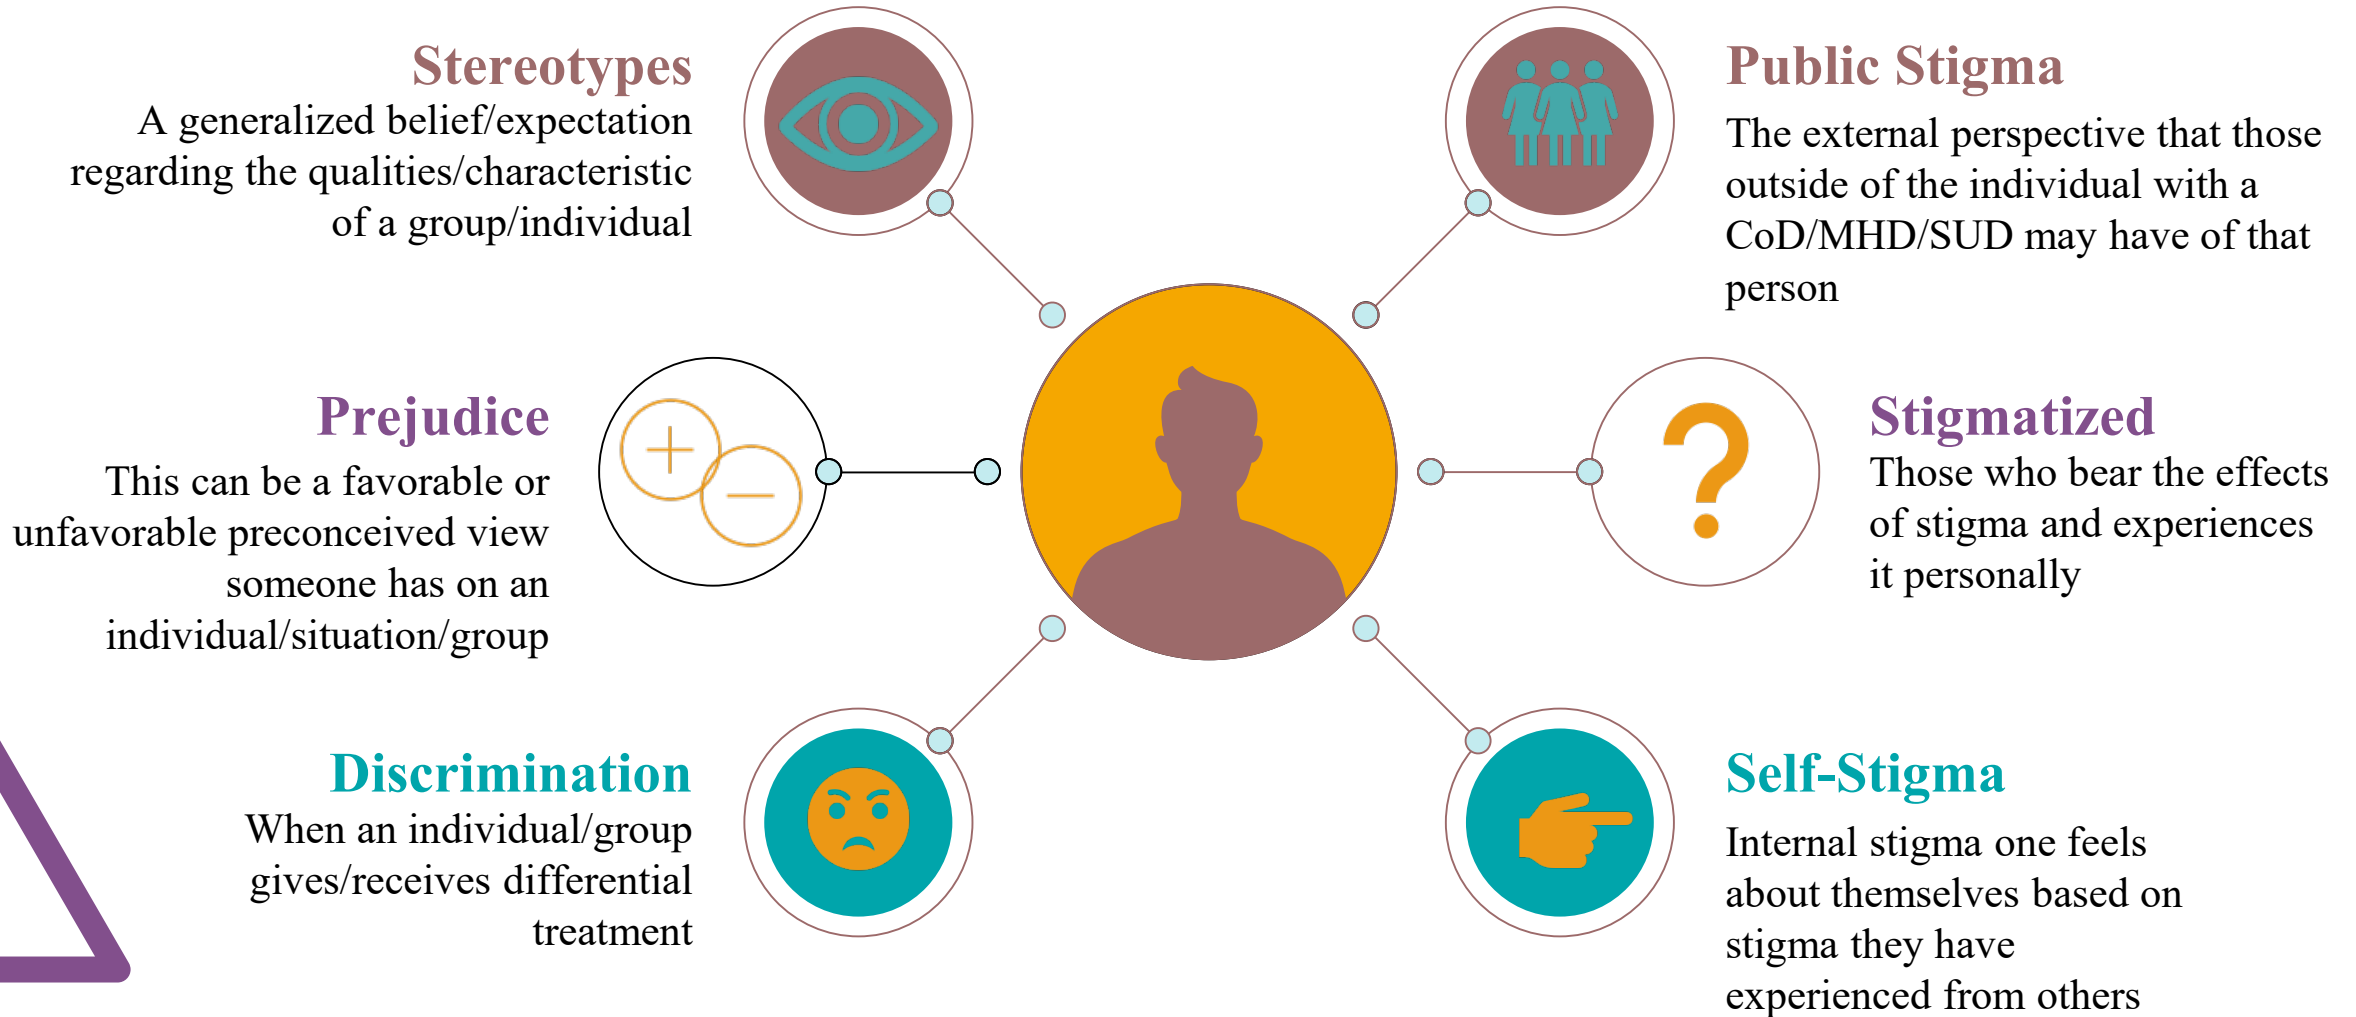 Stereotypes
A generalized belief/expectation
regarding the qualities/characteristic
of a group/individual
Prejudice
This can be a favorable or
unfavorable preconceived view
someone has on an
individual/situation/group
Discrimination
When an individual/group
gives/receives differential
treatment
Public Stigma
The external perspective that those
outside of the individual with a
CoD/MHD/SUD may have of that
person
Stigmatized
Those who bear the effects
of stigma and experiences
it personally
Self-Stigma
Internal stigma one feels
about themselves based on
stigma they have
experienced from others